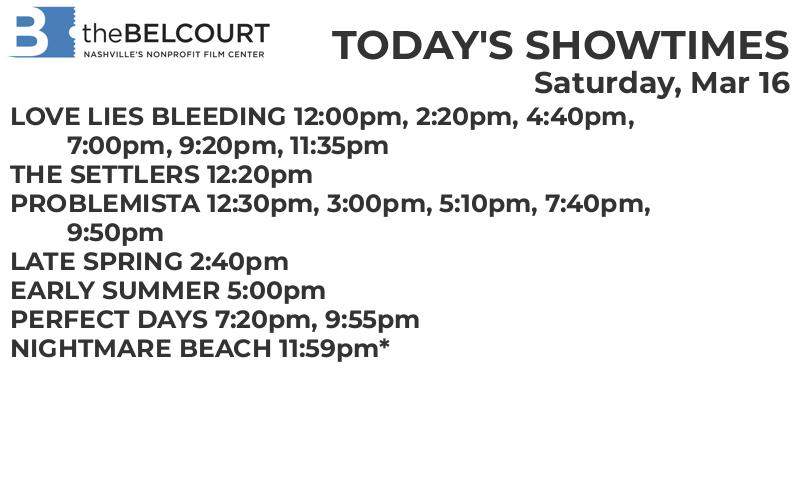 B theBELCOURT
NASHVILLE'S NONPROFIT FILM CENTER
TODAY'S SHOWTIMES
Saturday, Mar 16
LOVE LIES BLEEDING 12:00pm, 2:20pm, 4:40pm,
7:00pm, 9:20pm, 11:35pm
THE SETTLERS 12:20pm
PROBLEMISTA 12:30pm, 3:00pm, 5:10pm, 7:40pm,
9:50pm
LATE SPRING 2:40pm
EARLY SUMMER 5:00pm
PERFECT DAYS 7:20pm, 9:55pm
NIGHTMARE BEACH 11:59pm*